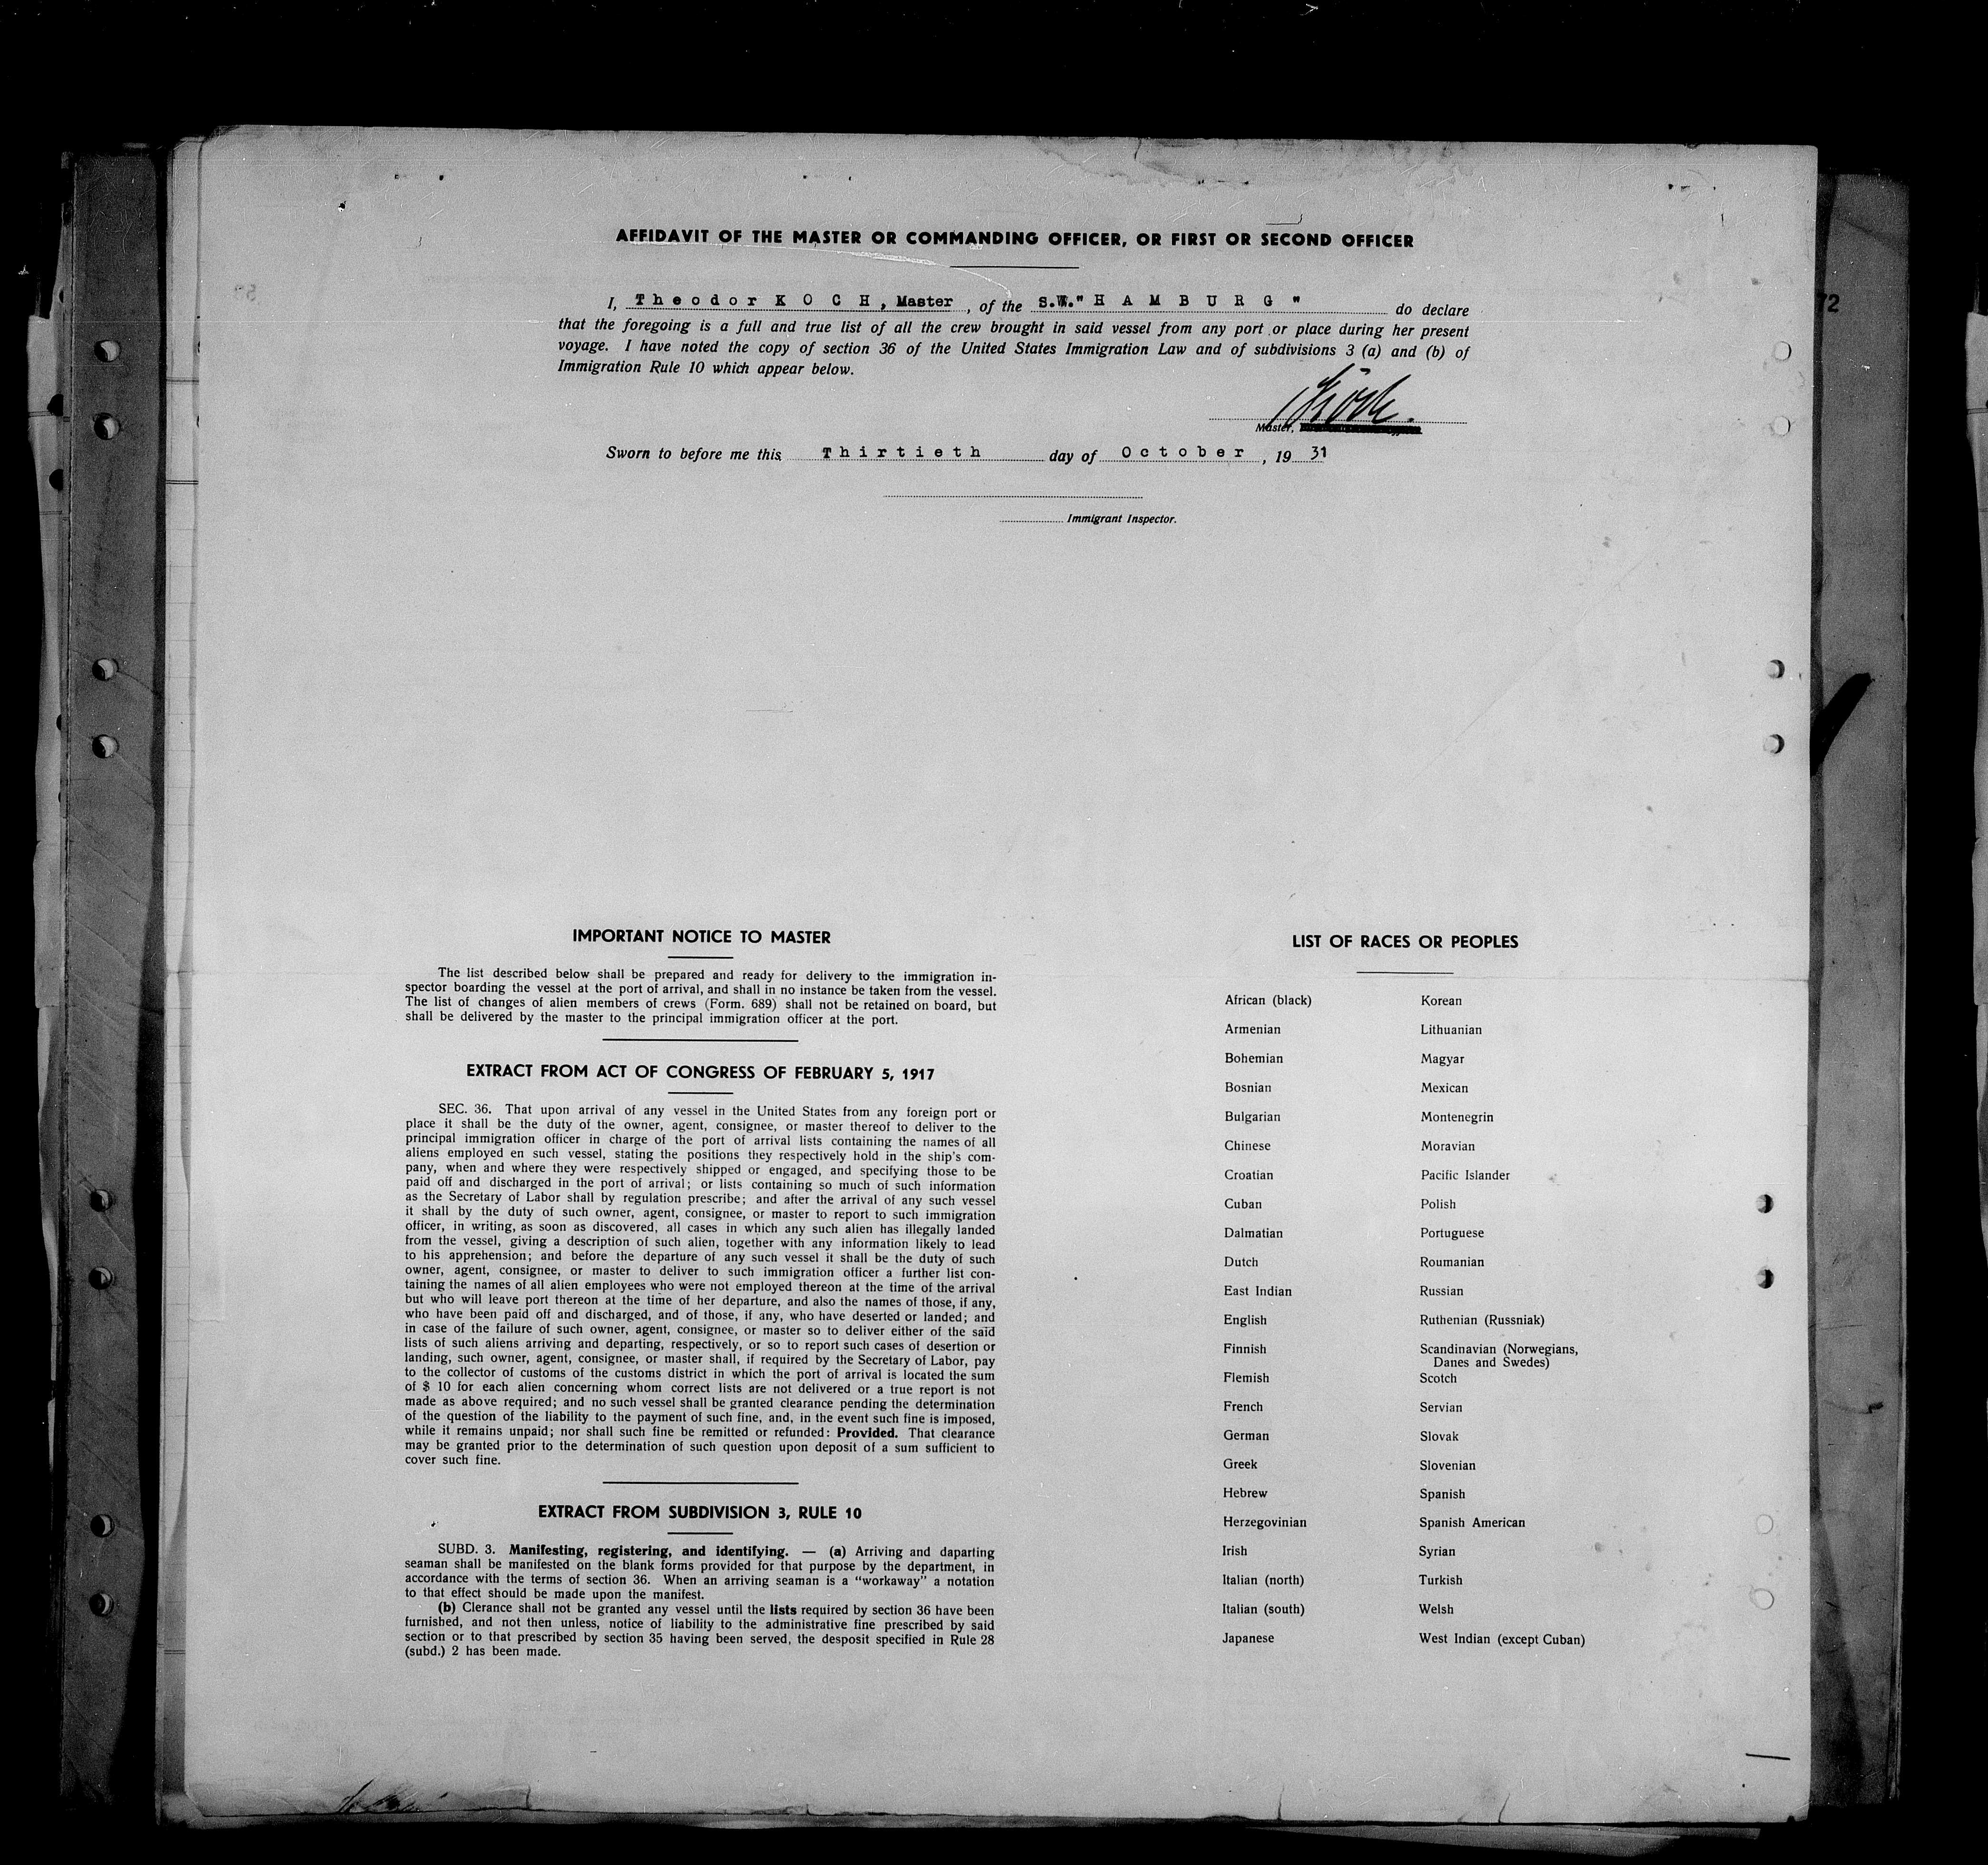 AFFIDAVIT OF THE MASTER OR COMMANDING OFFICER, OR FIRST OR SECOND OFFICER
I, Theodor KOCH, Master, of the S.W. "HAMBURG" do declare
that the foregoing is a full and true list of all the crew brought in said vessel from any port or place during her present
voyage. I have noted the copy of section 36 of the United States Immigration Law and of subdivisions 3 (a) and (b) of
Immigration Rule 10 which appear below.
Koch.
Master,
Sworn to before me this Thirtieth day of October, 19 31
Immigrant Inspector.
72
IMPORTANT NOTICE TO MASTER
The list described below shall be prepared and ready for delivery to the immigration in-
spector boarding the vessel at the port of arrival, and shall in no instance be taken from the vessel.
The list of changes of alien members of crews (Form. 689) shall not be retained on board, but
shall be delivered by the master to the principal immigration officer at the port.
EXTRACT FROM ACT OF CONGRESS OF FEBRUARY 5, 1917
SEC. 36. That upon arrival of any vessel in the United States from any foreign port or
place it shall be the duty of the owner, agent, consignee, or master thereof to deliver to the
principal immigration officer in charge of the port of arrival lists containing the names of all
aliens employed en such vessel, stating the positions they respectively hold in the ship's com-
pany, when and where they were respectively shipped or engaged, and specifying those to be
paid off and discharged in the port of arrival; or lists containing so much of such information
as the Secretary of Labor shall by regulation prescribe; and after the arrival of any such vessel
it shall by the duty of such owner, agent, consignee, or master to report to such immigration
officer, in writing, as soon as discovered, all cases in which any such alien has illegally landed
from the vessel, giving a description of such alien, together with any information likely to lead
to his apprehension; and before the departure of any such vessel it shall be the duty of such
owner, agent, consignee, or master to deliver to such immigration officer a further list con-
taining the names of all alien employees who were not employed thereon at the time of the arrival
but who will leave port thereon at the time of her departure, and also the names of those, if any,
who have been paid off and discharged, and of those, if any, who have deserted or landed; and
in case of the failure of such owner, agent, consignee, or master so to deliver either of the said
lists of such aliens arriving and departing, respectively, or so to report such cases of desertion or
landing, such owner, agent, consignee, or master shall, if required by the Secretary of Labor, pay
to the collector of customs of the customs district in which the port of arrival is located the sum
of $ 10 for each alien concerning whom correct lists are not delivered or a true report is not
made as above required; and no such vessel shall be granted clearance pending the determination
of the question of the liability to the payment of such fine, and, in the event such fine is imposed,
while it remains unpaid; nor shall such fine be remitted or refunded: Provided. That clearance
may be granted prior to the determination of such question upon deposit of a sum sufficient to
cover such fine.
EXTRACT FROM SUBDIVISION 3, RULE 10
SUBD. 3. Manifesting, registering, and identifying. — (a) Arriving and daparting
seaman shall be manifested on the blank forms provided for that purpose by the department, in
accordance with the terms of section 36. When an arriving seaman is a "workaway" a notation
to that effect should be made upon the manifest.
(b) Clerance shall not be granted any vessel until the lists required by section 36 have been
furnished, and not then unless, notice of liability to the administrative fine prescribed by said
section or to that prescribed by section 35 having been served, the desposit specified in Rule 28
(subd.) 2 has been made.
LIST OF RACES OR PEOPLES
African (black)
Armenian
Bohemian
Bosnian
Bulgarian
Chinese
Croatian
Cuban
Dalmatian
Dutch
East Indian
English
Finnish
Flemish
French
German
Greek
Hebrew
Herzegovinian
Irish
Italian (north)
Italian (south)
Japanese
Korean
Lithuanian
Magyar
Mexican
Montenegrin
Moravian
Pacific Islander
Polish
Portuguese
Roumanian
Russian
Ruthenian (Russniak)
Scandinavian (Norwegians,
Danes and Swedes)
Scotch
Servian
Slovak
Slovenian
Spanish
Spanish American
Syrian
Turkish
Welsh
West Indian (except Cuban)